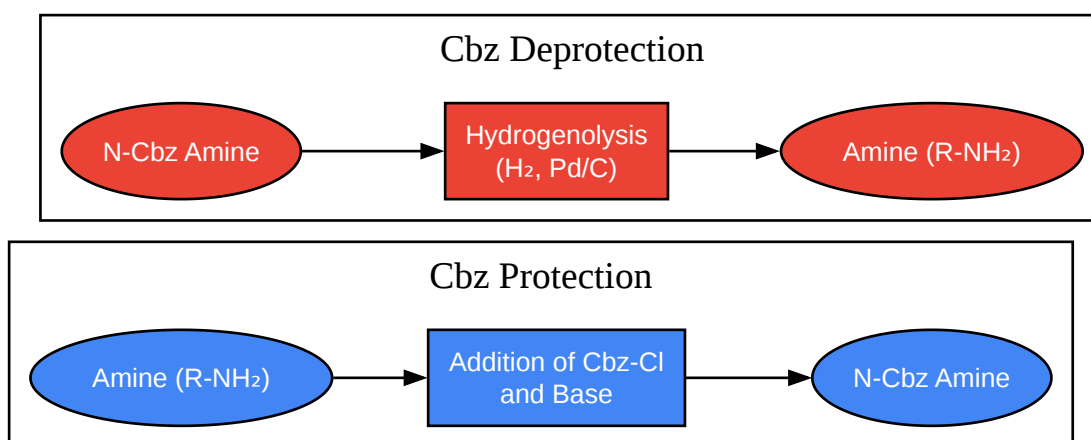 Cbz Deprotection
N-Cbz Amine
Hydrogenolysis
(H₂, Pd/C)
Amine (R-NH₂)
Cbz Protection
Amine (R-NH₂)
Addition of Cbz-Cl
and Base
N-Cbz Amine